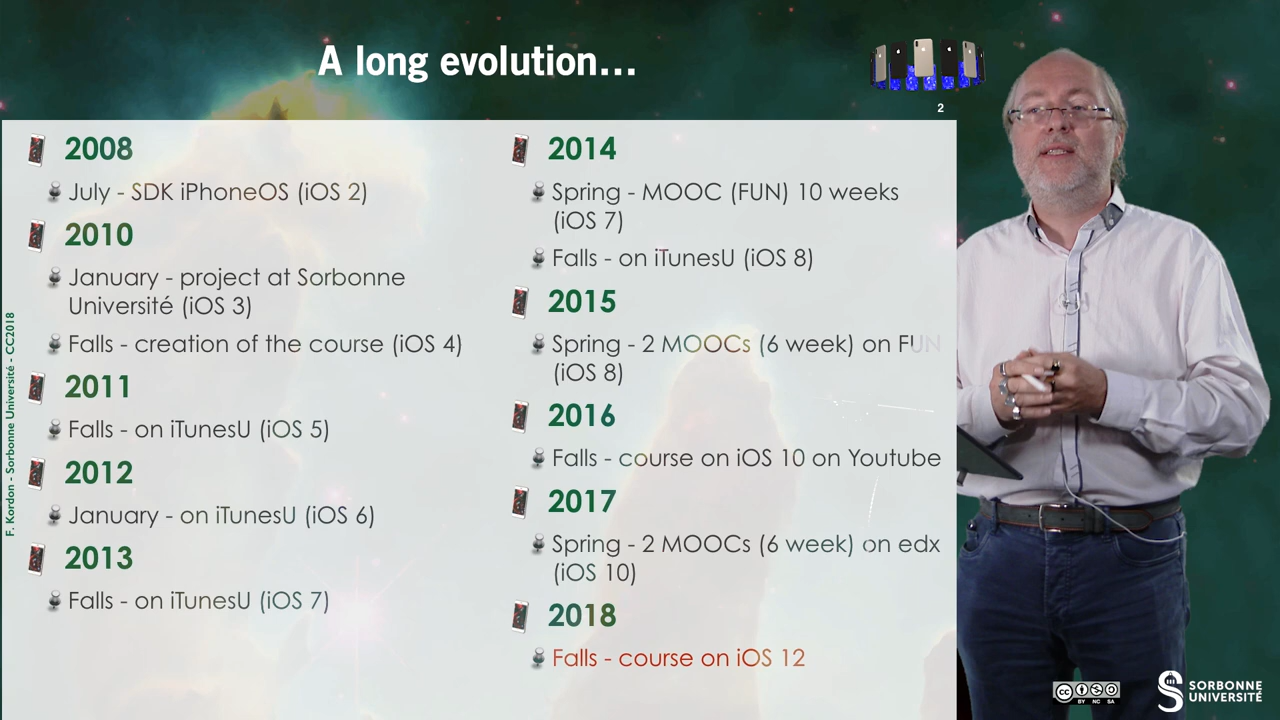 A long evolution...
2
2008
July - SDK iPhoneOS (iOS 2)
2010
January - project at Sorbonne
Université (iOS 3)
Falls - creation of the course (iOS 4)
2011
Falls - on iTunesU (iOS 5)
2012
January - on iTunesU (iOS 6)
2013
Falls - on iTunesU (iOS 7)
2014
Spring - MOOC (FUN) 10 weeks
(iOS 7)
Falls - on iTunesU (iOS 8)
2015
Spring - 2 MOOCs (6 week) on FUN
(iOS 8)
2016
Falls - course on iOS 10 on Youtube
2017
Spring - 2 MOOCs (6 week) on edx
(iOS 10)
2018
Falls - course on iOS 12
F. Kordon - Sorbonne Université - CC2018
cc
BY NC SA
SORBONNE
UNIVERSITÉ